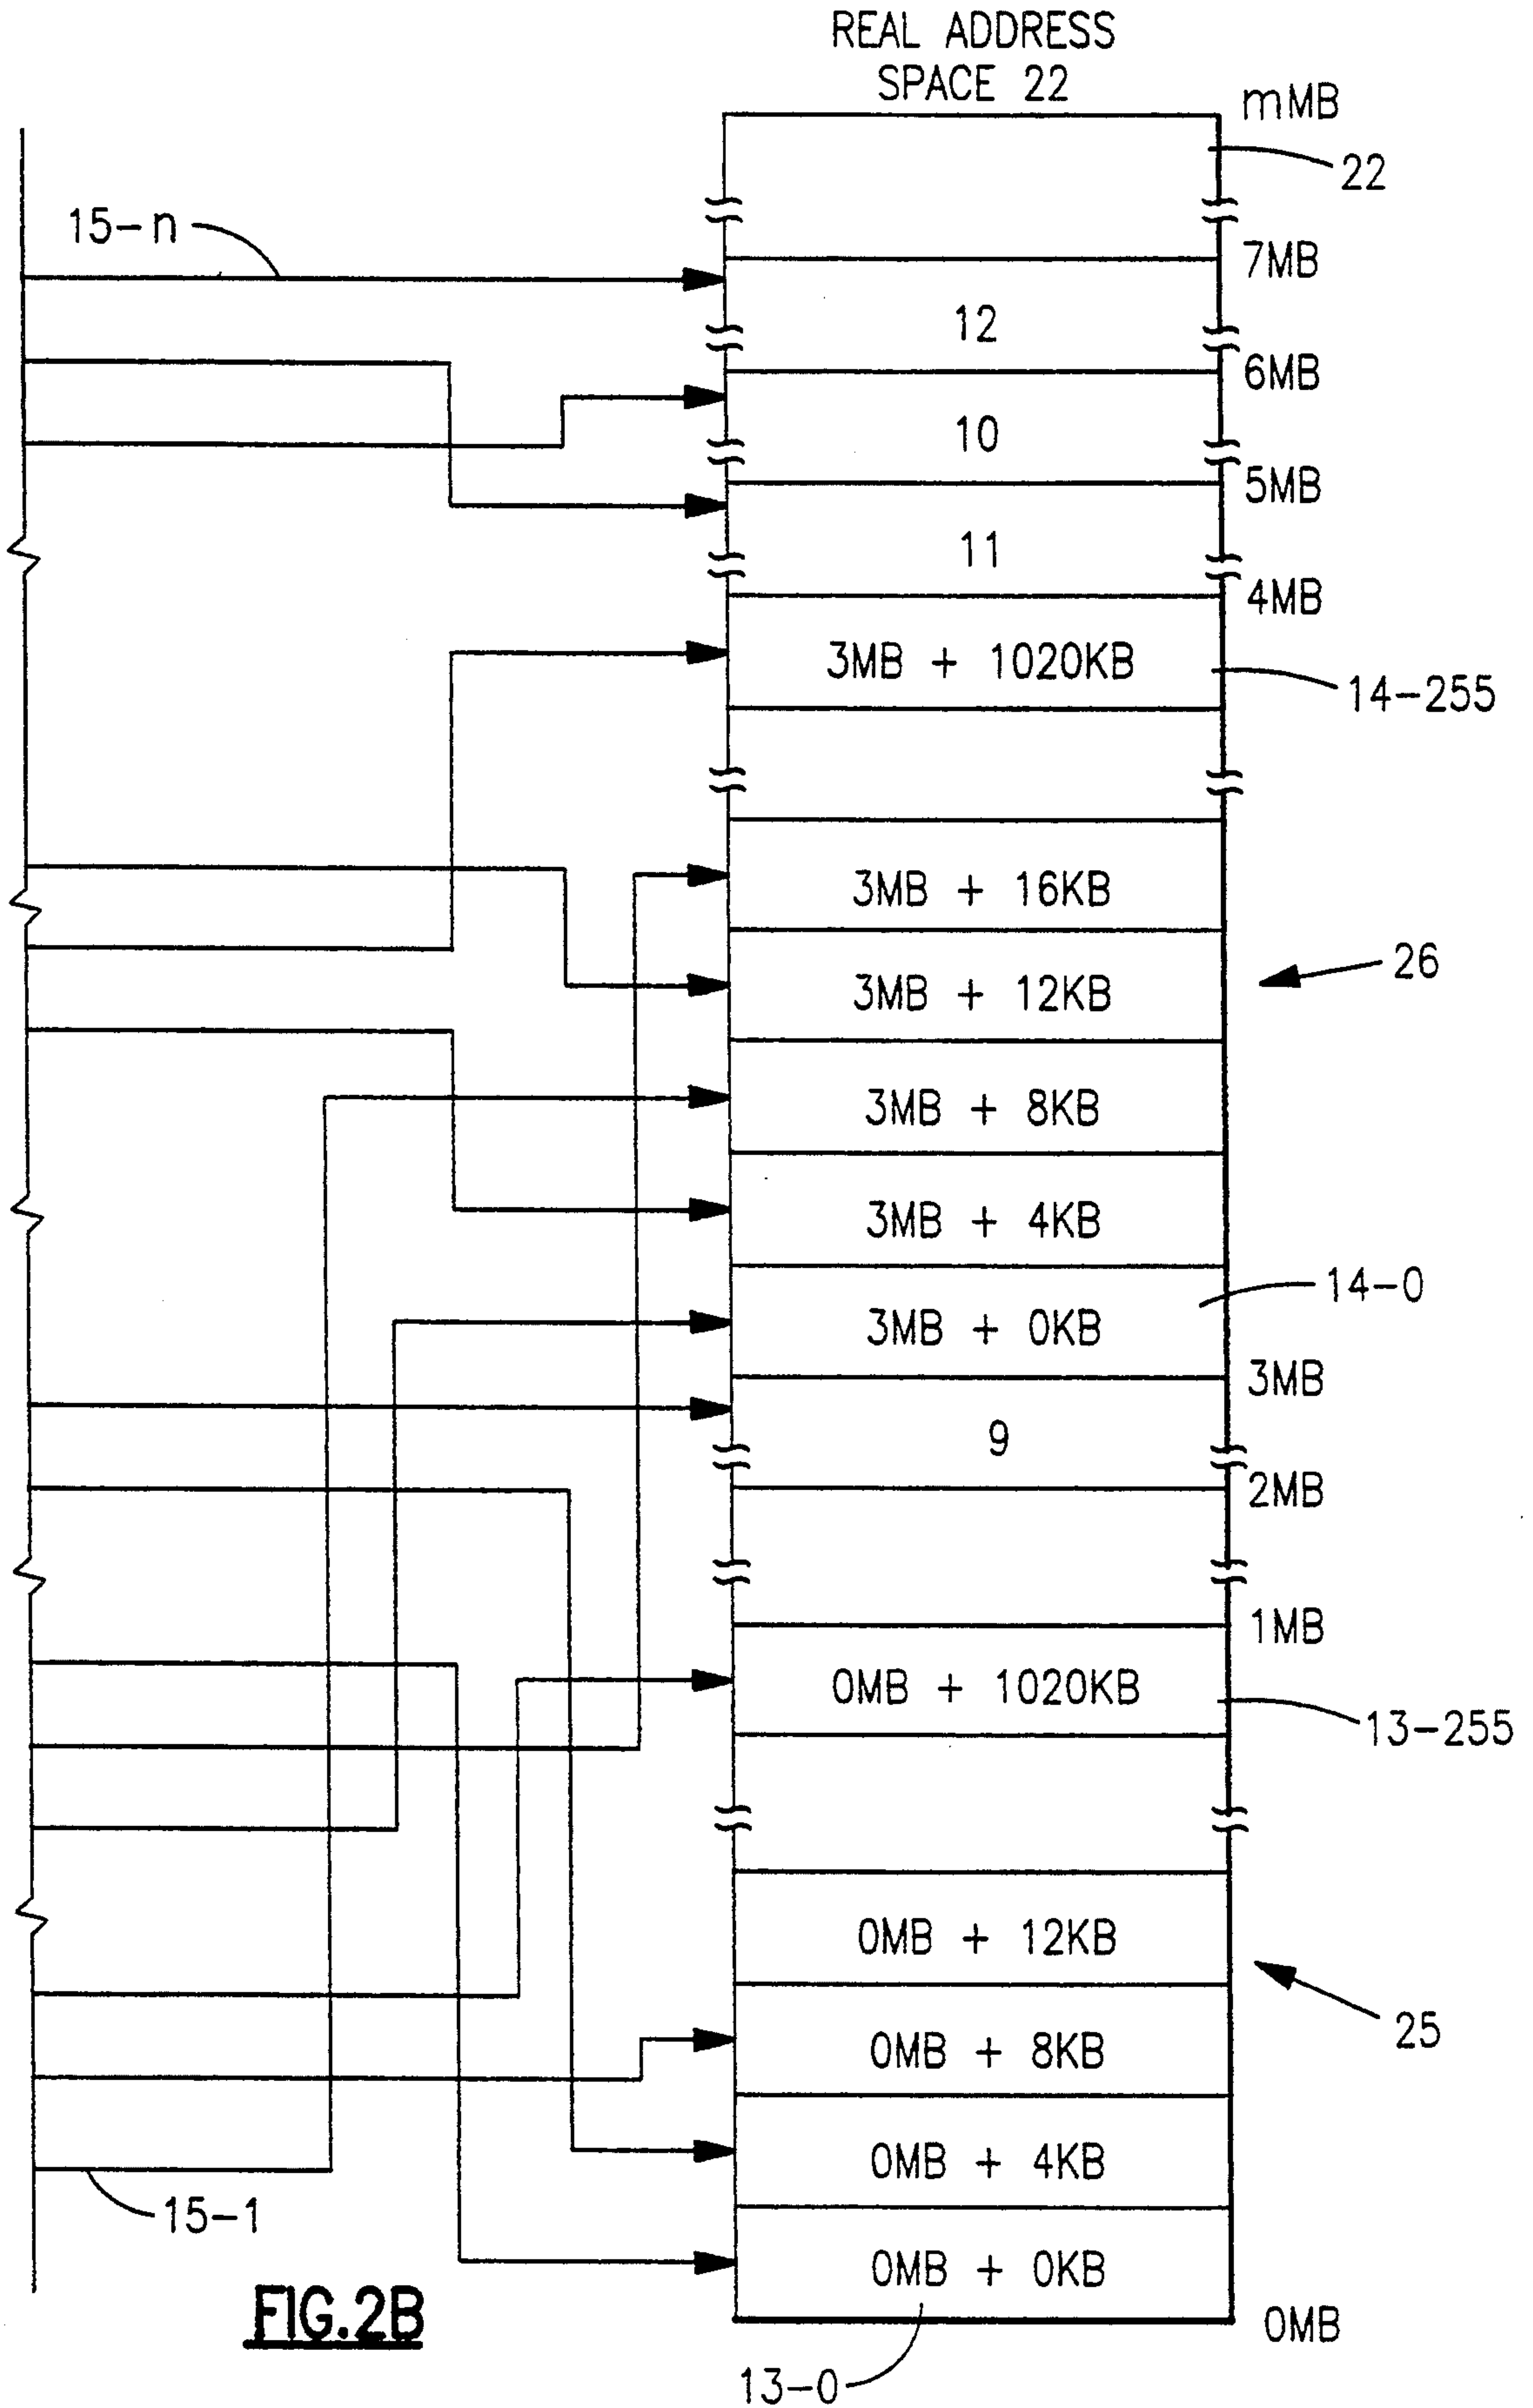 REAL ADDRESS
SPACE 22
mMB
22
15-n
7MB
12
6MB
10
5MB
11
4MB
3MB + 1020KB
14-255
3MB + 16KB
26
3MB + 12KB
3MB + 8KB
3MB + 4KB
14-0
3MB + 0KB
3MB
9
2MB
1MB
0MB + 1020KB
13-255
0MB + 12KB
25
0MB + 8KB
0MB + 4KB
15-1
0MB + 0KB
FIG.2B
0MB
13-0